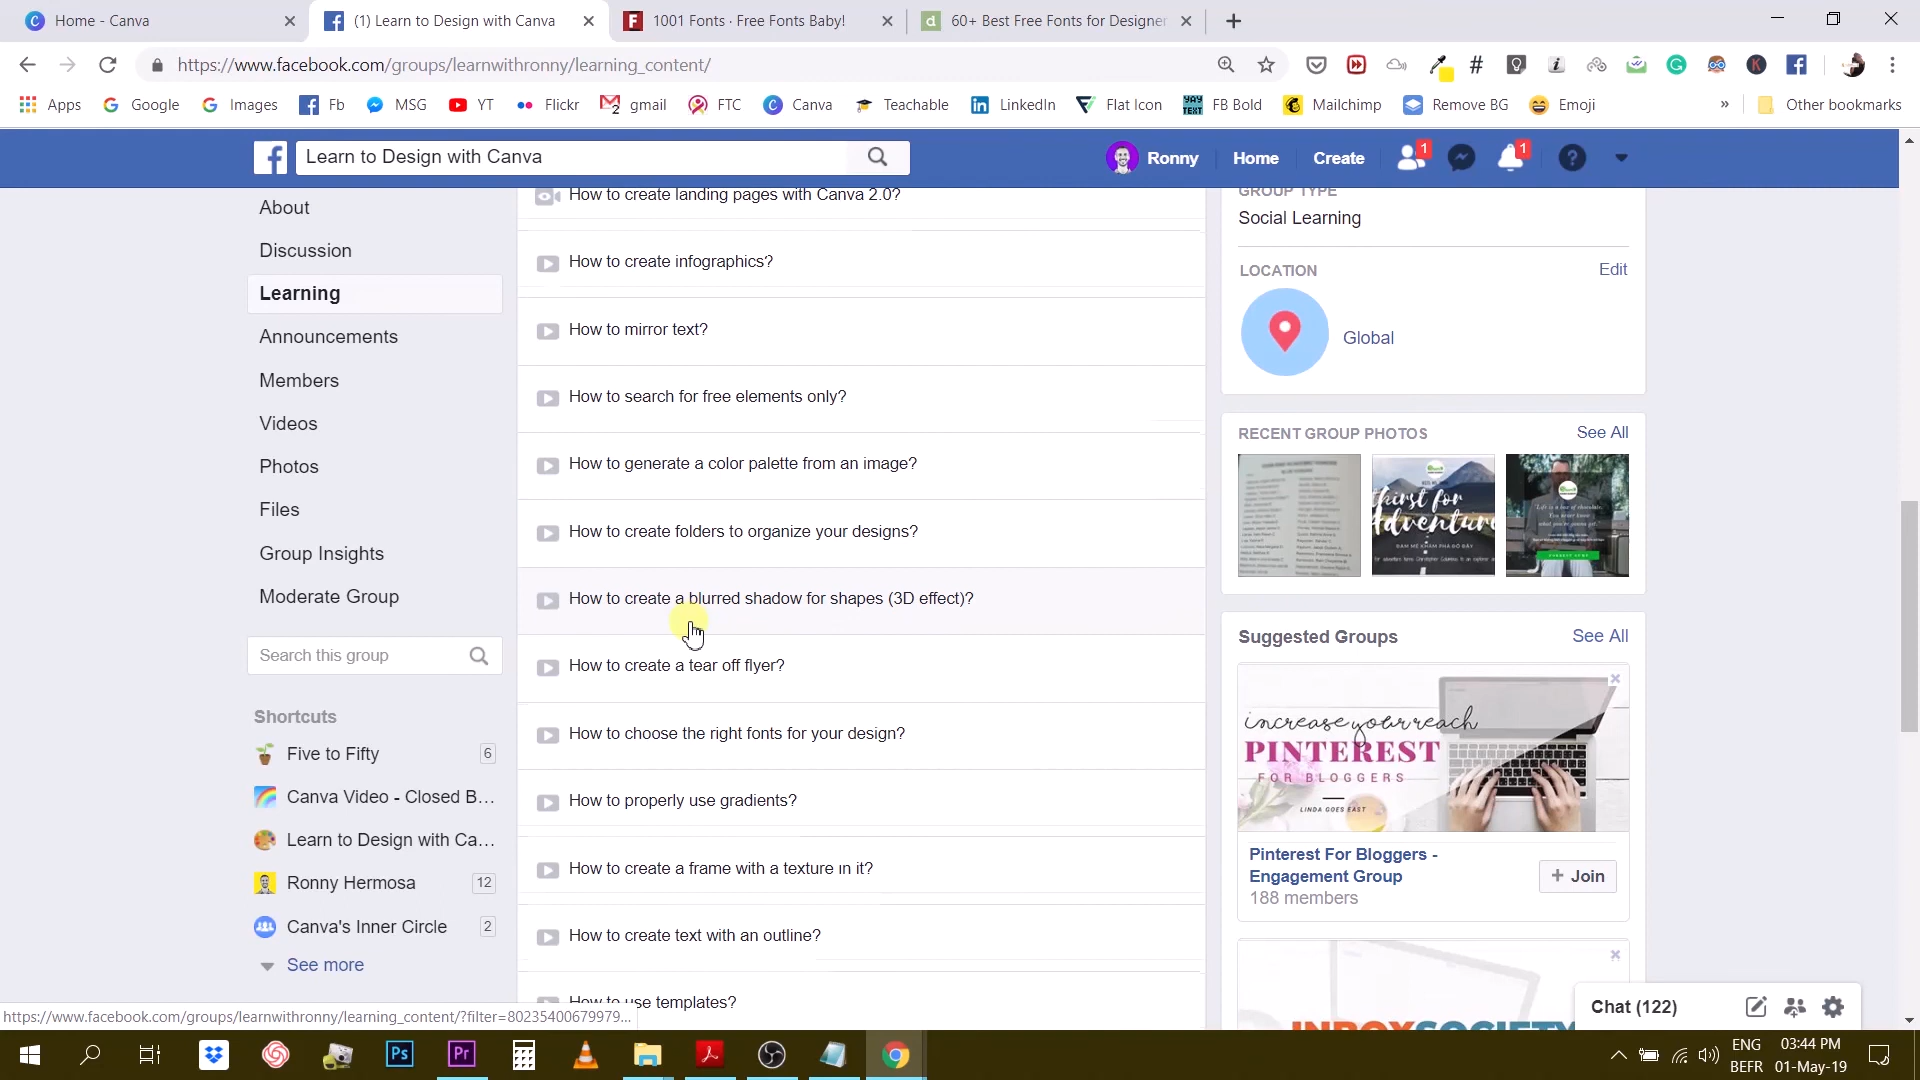 Home - Canva
(1) Learn to Design with Canva
1001 Fonts · Free Fonts Baby!
60+ Best Free Fonts for Designer
https://www.facebook.com/groups/learnwithronny/learning_content/
Apps
Google
Images
Fb
MSG
YT
Flickr
gmail
FTC
Canva
Teachable
LinkedIn
Flat Icon
FB Bold
Mailchimp
Remove BG
Emoji
»
Other bookmarks
Learn to Design with Canva
Ronny
Home
Create
1
1
About
Discussion
Learning
Announcements
Members
Videos
Photos
Files
Group Insights
Moderate Group
Search this group
Shortcuts
Five to Fifty 6
Canva Video - Closed B...
Learn to Design with Ca...
Ronny Hermosa 12
Canva's Inner Circle 2
See more
How to create landing pages with Canva 2.0?
How to create infographics?
How to mirror text?
How to search for free elements only?
How to generate a color palette from an image?
How to create folders to organize your designs?
How to create a blurred shadow for shapes (3D effect)?
How to create a tear off flyer?
How to choose the right fonts for your design?
How to properly use gradients?
How to create a frame with a texture in it?
How to create text with an outline?
How to use templates?
GROUP TYPE
Social Learning
LOCATION
Edit
Global
RECENT GROUP PHOTOS
See All
thirst for
Adventure
Suggested Groups
See All
increase your reach
PINTEREST
FOR BLOGGERS
LINDA GOES EAST
Pinterest For Bloggers -
Engagement Group
188 members
+ Join
INBOXSOCIETY
Chat (122)
https://www.facebook.com/groups/learnwithronny/learning_content/?filter=80235400679979...
Ps
Pr
ENG
BEFR
03:44 PM
01-May-19